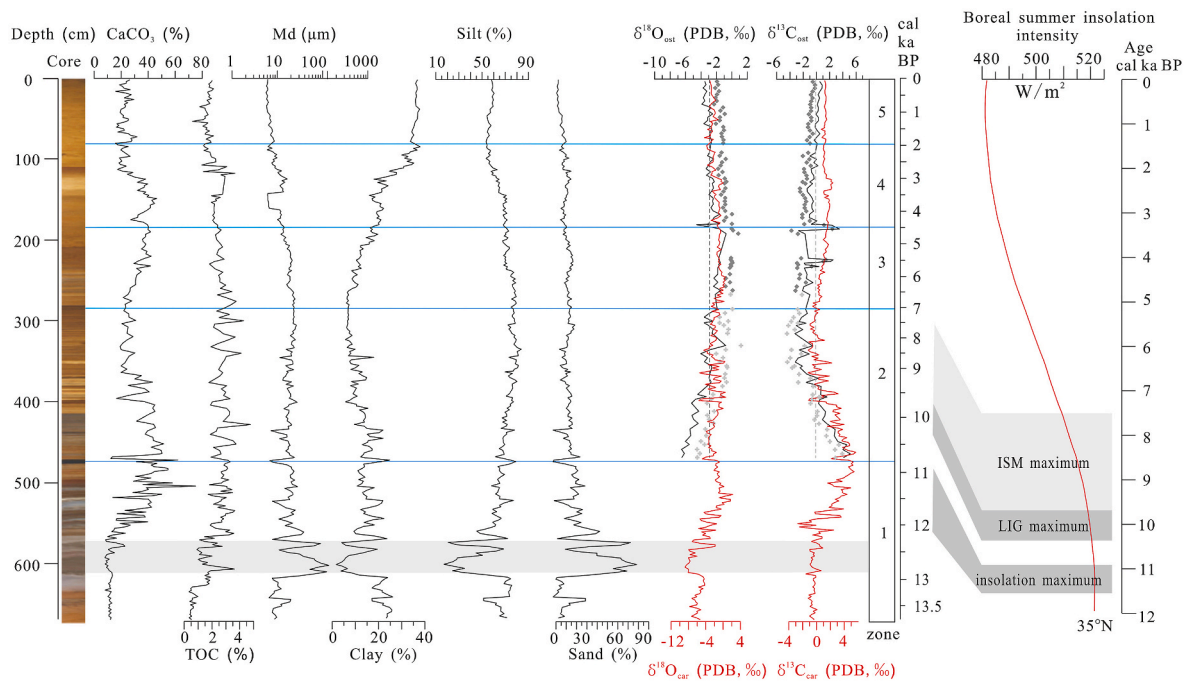 Boreal summer insolation
intensity
Depth (cm) CaCO₃ (%) Md (μm) Silt (%) δ¹⁸Oost (PDB, ‰) δ¹³Cost (PDB, ‰) cal ka BP
Age
cal ka BP
Core 0 20 40 60 80 1 10 100 1000 10 50 90 -10 -6 -2 2 -6 -2 2 6
480 500 520
W/m²
0 100 200 300 400 500 600
0 1 2 3 4 5 6 7 8 9 10 11 12 13 13.5
5
4
3
2
1
zone
0 1 2 3 4 5 6 7 8 9 10 11 12
ISM maximum
LIG maximum
insolation maximum
35°N
0 2 4 0 20 40 0 30 60 90 -12 -4 4 -4 0 4
TOC (%) Clay (%) Sand (%)
δ¹⁸Ocar (PDB, ‰) δ¹³Ccar (PDB, ‰)